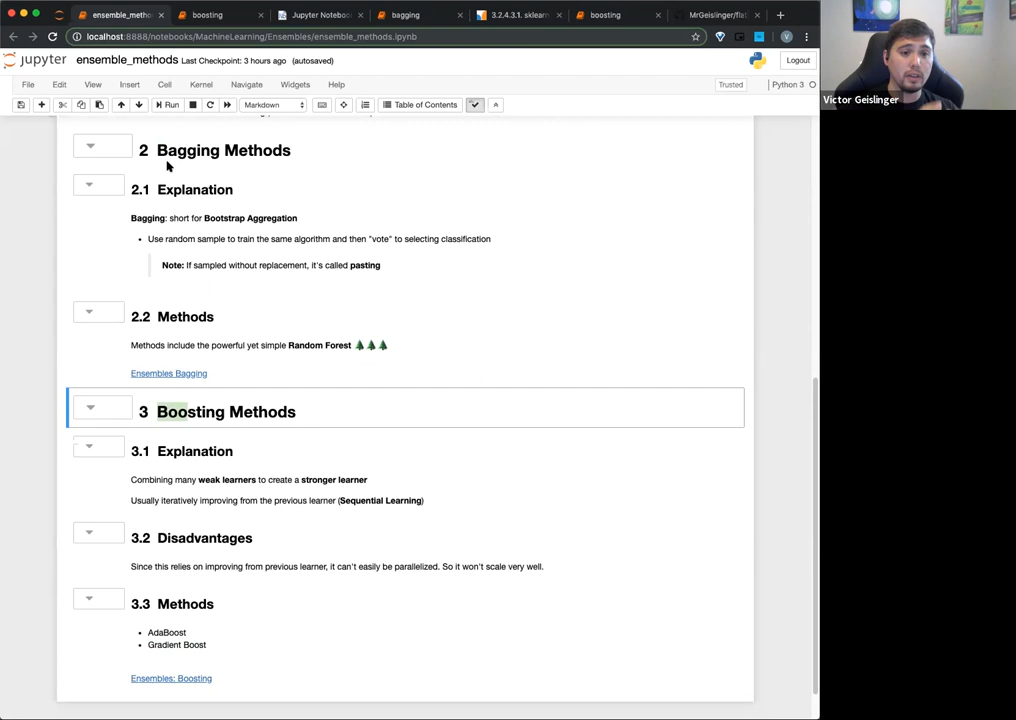 ensemble_metho
boosting
Jupyter Noteboo
bagging
3.2.4.3.1. sklearn
boosting
MrGeislinger/flat
localhost:8888/notebooks/MachineLearning/Ensembles/ensemble_methods.ipynb
V
jupyter ensemble_methods Last Checkpoint: 3 hours ago (autosaved)
Logout
File Edit View Insert Cell Kernel Navigate Widgets Help
Trusted
Python 3
Run
Markdown
Table of Contents
Victor Geislinger
2 Bagging Methods
2.1 Explanation
Bagging: short for Bootstrap Aggregation
• Use random sample to train the same algorithm and then "vote" to selecting classification
Note: If sampled without replacement, it's called pasting
2.2 Methods
Methods include the powerful yet simple Random Forest 🌲🌲🌲
Ensembles Bagging
3 Boosting Methods
3.1 Explanation
Combining many weak learners to create a stronger learner
Usually iteratively improving from the previous learner (Sequential Learning)
3.2 Disadvantages
Since this relies on improving from previous learner, it can't easily be parallelized. So it won't scale very well.
3.3 Methods
• AdaBoost
• Gradient Boost
Ensembles: Boosting